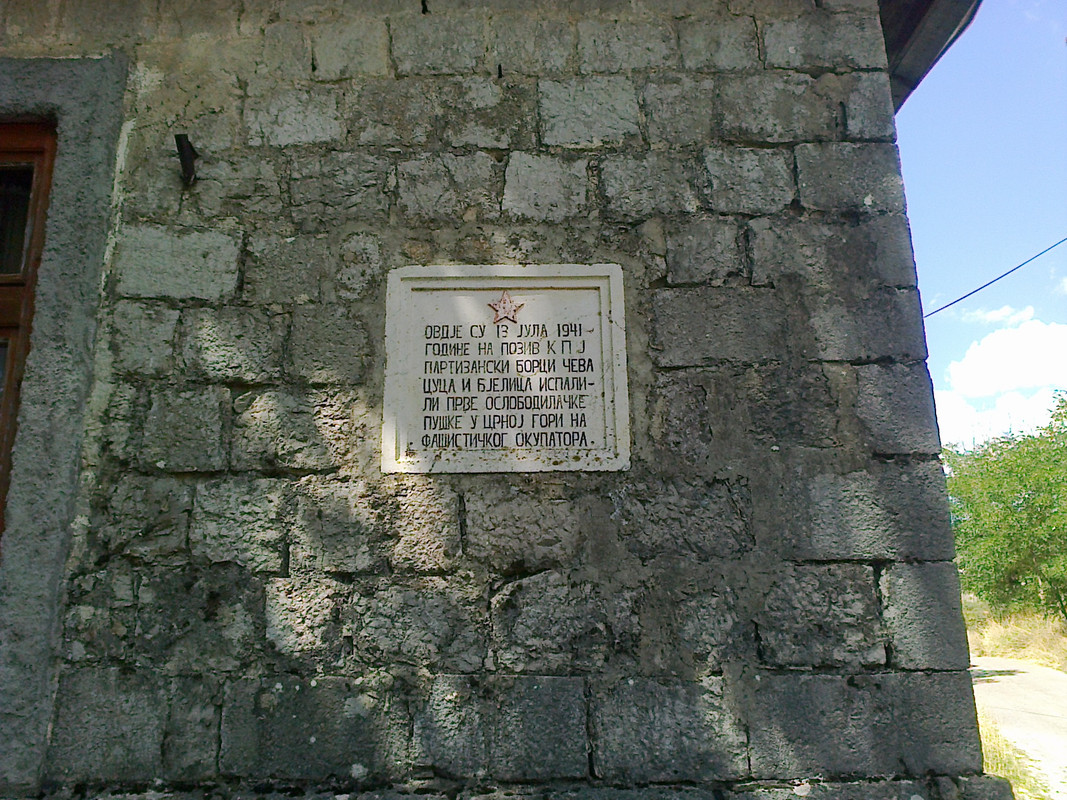 ОВДЈЕ СУ 13 ЈУЛА 1941
ГОДИНЕ НА ПОЗИВ К П Ј
ПАРТИЗАНСКИ БОРЦИ ЧЕВА
ЦУЦА И БЈЕЛИЦА ИСПАЛИ-
ЛИ ПРВЕ ОСЛОБОДИЛАЧКЕ
ПУШКЕ У ЦРНОЈ ГОРИ НА
ФАШИСТИЧКОГ ОКУПАТОРА.